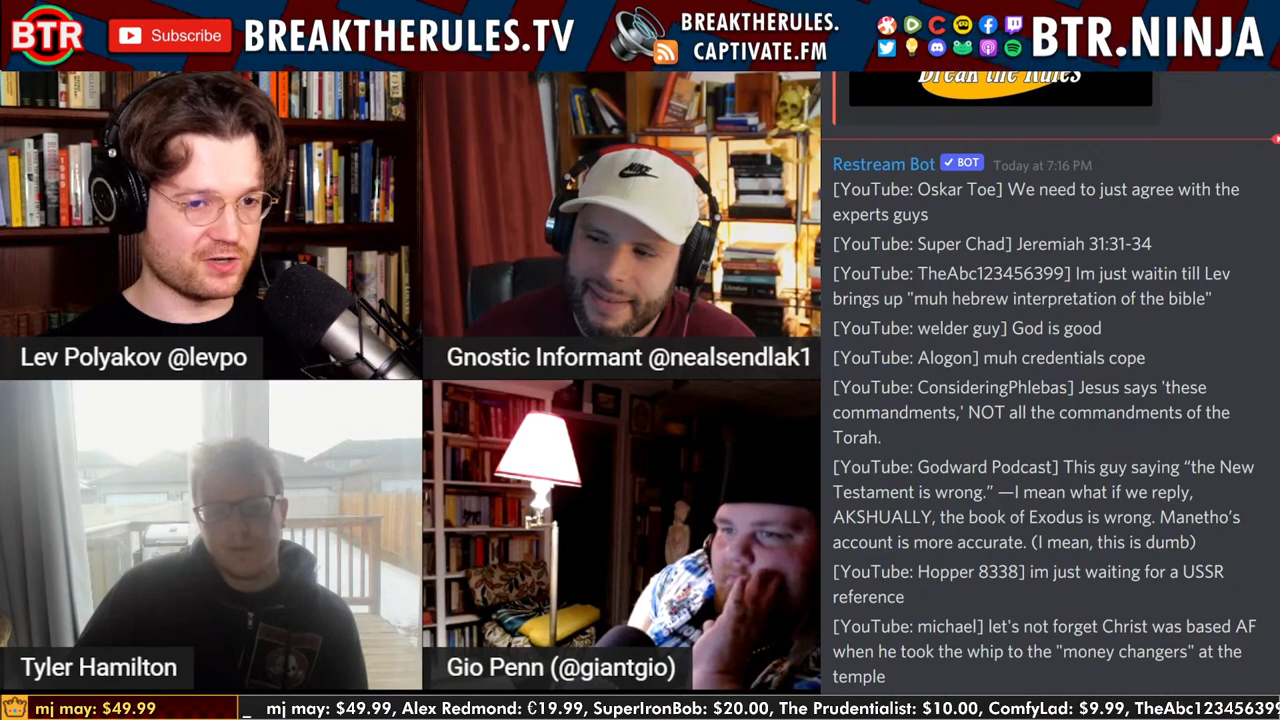 BTR
Subscribe
BREAKTHERULES.TV
BREAKTHERULES.
CAPTIVATE.FM
BTR.NINJA
Break the Rules
Restream Bot BOT Today at 7:16 PM
[YouTube: Oskar Toe] We need to just agree with the
experts guys
[YouTube: Super Chad] Jeremiah 31:31-34
[YouTube: TheAbc123456399] Im just waitin till Lev
brings up "muh hebrew interpretation of the bible"
[YouTube: welder guy] God is good
[YouTube: Alogon] muh credentials cope
[YouTube: ConsideringPhlebas] Jesus says 'these
commandments,' NOT all the commandments of the
Torah.
[YouTube: Godward Podcast] This guy saying “the New
Testament is wrong.” —I mean what if we reply,
AKSHUALLY, the book of Exodus is wrong. Manetho’s
account is more accurate. (I mean, this is dumb)
[YouTube: Hopper 8338] im just waiting for a USSR
reference
[YouTube: michael] let's not forget Christ was based AF
when he took the whip to the "money changers" at the
temple
1989
Lev Polyakov @levpo
Gnostic Informant @nealsendlak1
Tyler Hamilton
Gio Penn (@giantgio)
mj may: $49.99
_ mj may: $49.99, Alex Redmond: €19.99, SuperIronBob: $20.00, The Prudentialist: $10.00, ComfyLad: $9.99, TheAbc123456399